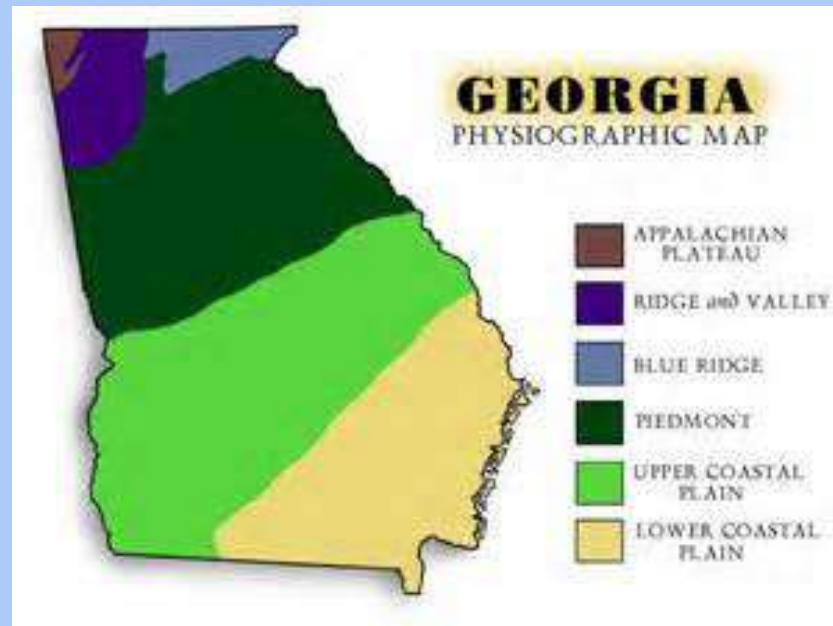 GEORGIA
PHYSIOGRAPHIC MAP
APPALACHIAN
PLATEAU
RIDGE and VALLEY
BLUE RIDGE
PIEDMONT
UPPER COASTAL
PLAIN
LOWER COASTAL
PLAIN